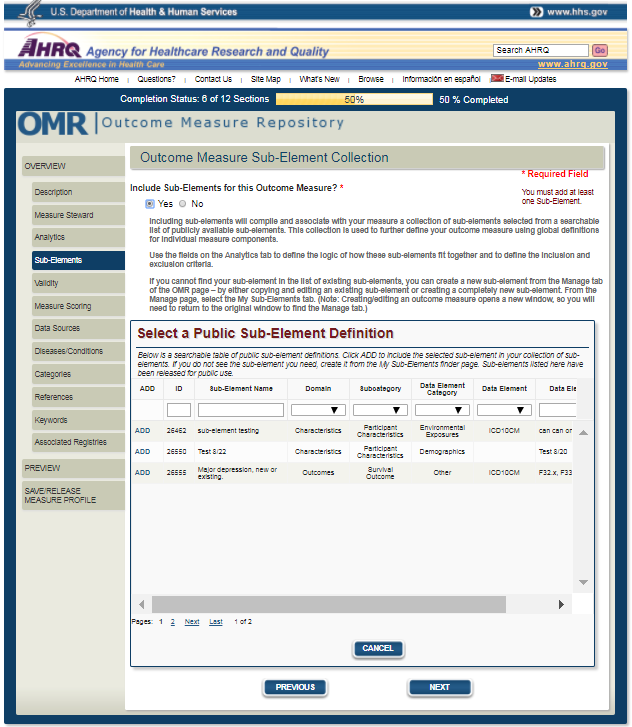 U.S. Department of Health & Human Services
www.hhs.gov
AHRQ Agency for Healthcare Research and Quality
Advancing Excellence in Health Care
Search AHRQ
Go
www.ahrq.gov
AHRQ Home | Questions? | Contact Us | Site Map | What's New | Browse | Información en español | E-mail Updates
Completion Status: 6 of 12 Sections 50% 50 % Completed
OMR | Outcome Measure Repository
OVERVIEW
Description
Measure Steward
Analytics
Sub-Elements
Validity
Measure Scoring
Data Sources
Diseases/Conditions
Categories
References
Keywords
Associated Registries
PREVIEW
SAVE/RELEASE
MEASURE PROFILE
Outcome Measure Sub-Element Collection
* Required Field
You must add at least
one Sub-Element.
Include Sub-Elements for this Outcome Measure? *
Yes No
Including sub-elements will compile and associate with your measure a collection of sub-elements selected from a searchable
list of publicly available sub-elements. This collection is used to further define your outcome measure using global definitions
for individual measure components.
Use the fields on the Analytics tab to define the logic of how these sub-elements fit together and to define the inclusion and
exclusion criteria.
If you cannot find your sub-element in the list of existing sub-elements, you can create a new sub-element from the Manage tab
of the OMR page – by either copying and editing an existing sub-element or creating a completely new sub-element. From the
Manage page, select the My Sub-Elements tab. (Note: Creating/editing an outcome measure opens a new window, so you will
need to return to the original window to find the Manage tab.)
Select a Public Sub-Element Definition
Below is a searchable table of public sub-element definitions. Click ADD to include the selected sub-element in your collection of sub-
elements. If you do not see the sub-element you need, create it from the My Sub-Elements finder page. Sub-elements listed here have
been released for public use.
ADD ID Sub-Element Name Domain Subcategory Data Element Category Data Element Data Ele
ADD 26462 sub-element testing Characteristics Participant Characteristics Environmental Exposures ICD10CM can can or
ADD 26550 Test 8/22 Characteristics Participant Characteristics Demographics Test 8/20
ADD 26555 Major depression, new or existing. Outcomes Survival Outcome Other ICD10CM F32.x, F33
Pages: 1 2 Next Last 1 of 2
CANCEL
PREVIOUS NEXT